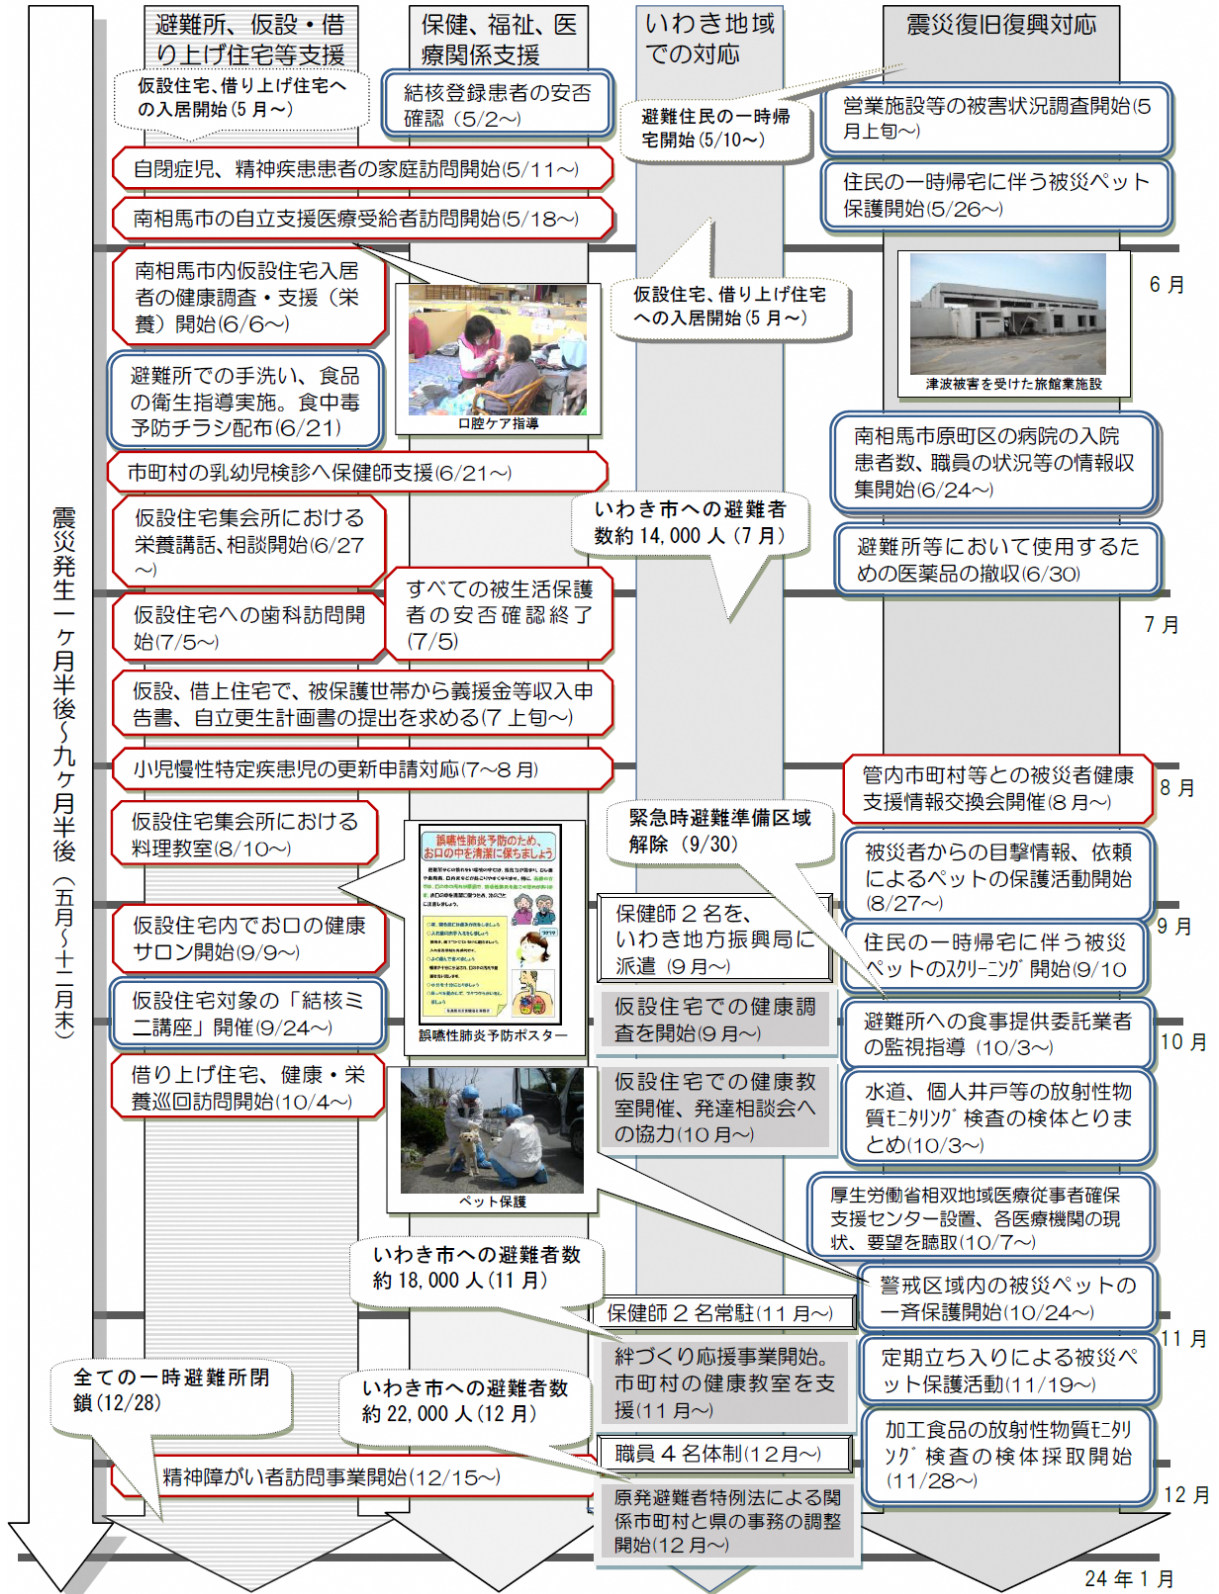 避難所、仮設・借
り上げ住宅等支援
保健、福祉、医
療関係支援
いわき地域
での対応
震災復旧復興対応
仮設住宅、借り上げ住宅へ
の入居開始(5月～)
結核登録患者の安否
確認（5/2～）
避難住民の一時帰
宅開始(5/10～)
営業施設等の被害状況調査開始(5
月上旬～)
自閉症児、精神疾患患者の家庭訪問開始(5/11～)
住民の一時帰宅に伴う被災ペット
保護開始(5/26～)
南相馬市の自立支援医療受給者訪問開始(5/18～)
6月
南相馬市内仮設住宅入居
者の健康調査・支援（栄
養）開始(6/6～)
口腔ケア指導
仮設住宅、借り上げ住宅
への入居開始(5月～)
津波被害を受けた旅館業施設
避難所での手洗い、食品
の衛生指導実施。食中毒
予防チラシ配布(6/21)
南相馬市原町区の病院の入院
患者数、職員の状況等の情報収
集開始(6/24～)
市町村の乳幼児検診へ保健師支援(6/21～)
いわき市への避難者
数約14,000人(7月)
仮設住宅集会所における
栄養講話、相談開始(6/27
～)
避難所等において使用するた
めの医薬品の撤収(6/30)
7月
すべての被生活保護
者の安否確認終了
(7/5)
仮設住宅への歯科訪問開
始(7/5～)
震災発生一ヶ月半後～九ヶ月半後（五月～十二月末）
仮設、借上住宅で、被保護世帯から義援金等収入申
告書、自立更生計画書の提出を求める(7上旬～)
小児慢性特定疾患児の更新申請対応(7～8月)
管内市町村等との被災者健康
支援情報交換会開催(8月～)
8月
仮設住宅集会所における
料理教室(8/10～)
誤嚥性肺炎予防のため、
お口の中を清潔に保ちましょう
誤嚥性肺炎予防ポスター
緊急時避難準備区域
解除（9/30)
被災者からの目撃情報、依頼
によるペットの保護活動開始
(8/27～)
9月
仮設住宅内でお口の健康
サロン開始(9/9～)
保健師2名を、
いわき地方振興局に
派遣（9月～)
住民の一時帰宅に伴う被災
ペットのｽｸﾘｰﾆﾝｸﾞ開始(9/10
仮設住宅対象の「結核ミ
ニ講座」開催(9/24～)
仮設住宅での健康調
査を開始(9月～)
避難所への食事提供委託業者
の監視指導（10/3～)
10月
借り上げ住宅、健康・栄
養巡回訪問開始(10/4～)
ペット保護
仮設住宅での健康教
室開催、発達相談会へ
の協力(10月～)
水道、個人井戸等の放射性物
質ﾓﾆﾀﾘﾝｸﾞ検査の検体とりま
とめ(10/3～)
厚生労働省相双地域医療従事者確保
支援センター設置、各医療機関の現
状、要望を聴取(10/7～)
いわき市への避難者数
約18,000人(11月)
警戒区域内の被災ペットの
一斉保護開始(10/24～)
保健師2名常駐(11月～)
11月
絆づくり応援事業開始。
市町村の健康教室を支
援(11月～)
定期立ち入りによる被災ペ
ット保護活動(11/19～)
全ての一時避難所閉
鎖(12/28)
いわき市への避難者数
約22,000人(12月)
加工食品の放射性物質ﾓﾆﾀﾘ
ﾝｸﾞ検査の検体採取開始
(11/28～)
職員4名体制(12月～)
精神障がい者訪問事業開始(12/15～)
12月
原発避難者特例法による関
係市町村と県の事務の調整
開始(12月～)
24年1月